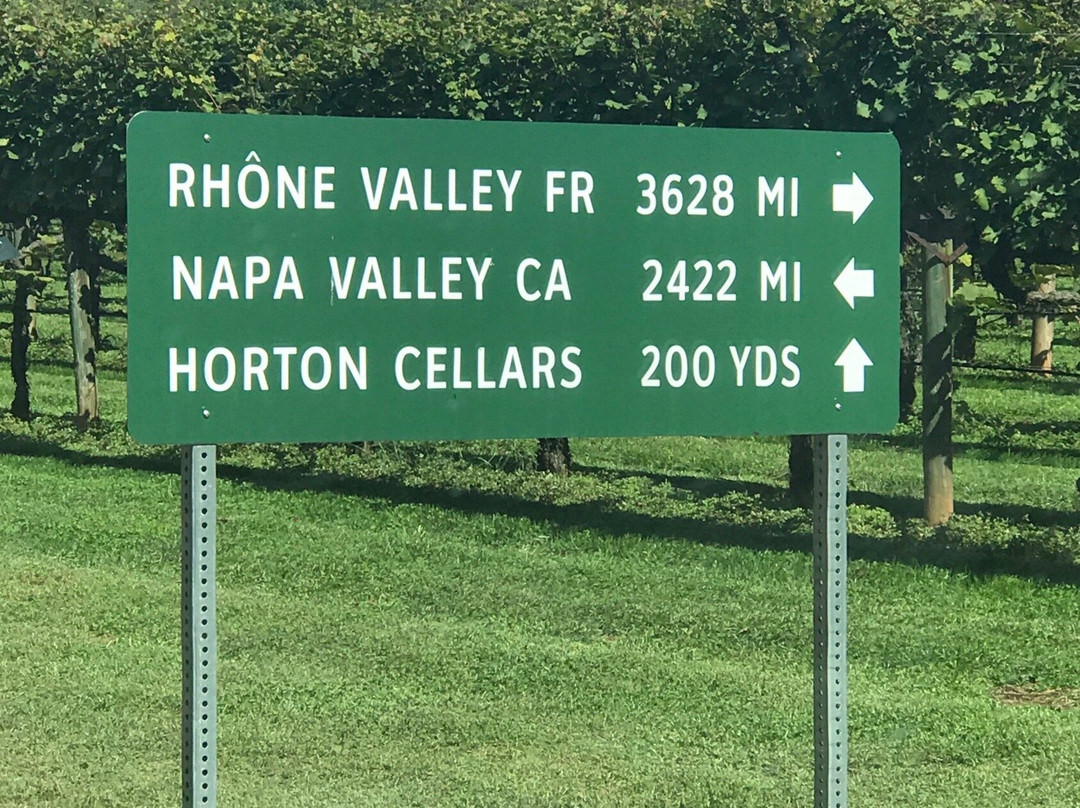 RHÔNE VALLEY FR 3628 MI →
NAPA VALLEY CA 2422 MI ←
HORTON CELLARS 200 YDS ↑